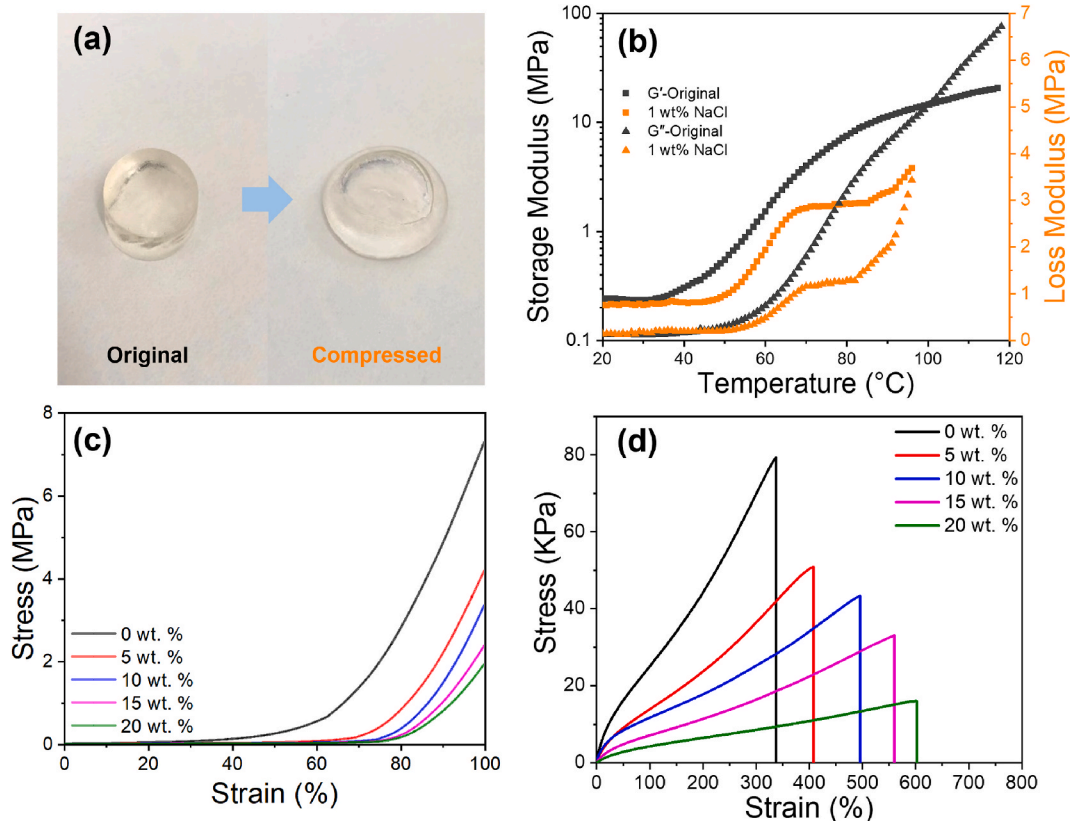 (a)
Original
Compressed
(b)
Storage Modulus (MPa)
100
10
1
0.1
G′-Original
1 wt% NaCl
G″-Original
1 wt% NaCl
7
6
5
4
3
2
1
0
Loss Modulus (MPa)
20 40 60 80 100 120
Temperature (°C)
(c)
Stress (MPa)
8
6
4
2
0
0 wt. %
5 wt. %
10 wt. %
15 wt. %
20 wt. %
0 20 40 60 80 100
Strain (%)
(d)
Stress (KPa)
80
60
40
20
0
0 wt. %
5 wt. %
10 wt. %
15 wt. %
20 wt. %
0 100 200 300 400 500 600 700 800
Strain (%)